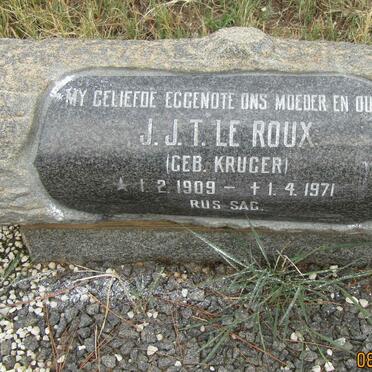 MY GELIEFDE EGGENOTE ONS MOEDER EN OU
J. J. T. LE ROUX
(GEB. KRUGER)
★ 1. 2. 1909 - † 1. 4. 1971
RUS SAG.
08